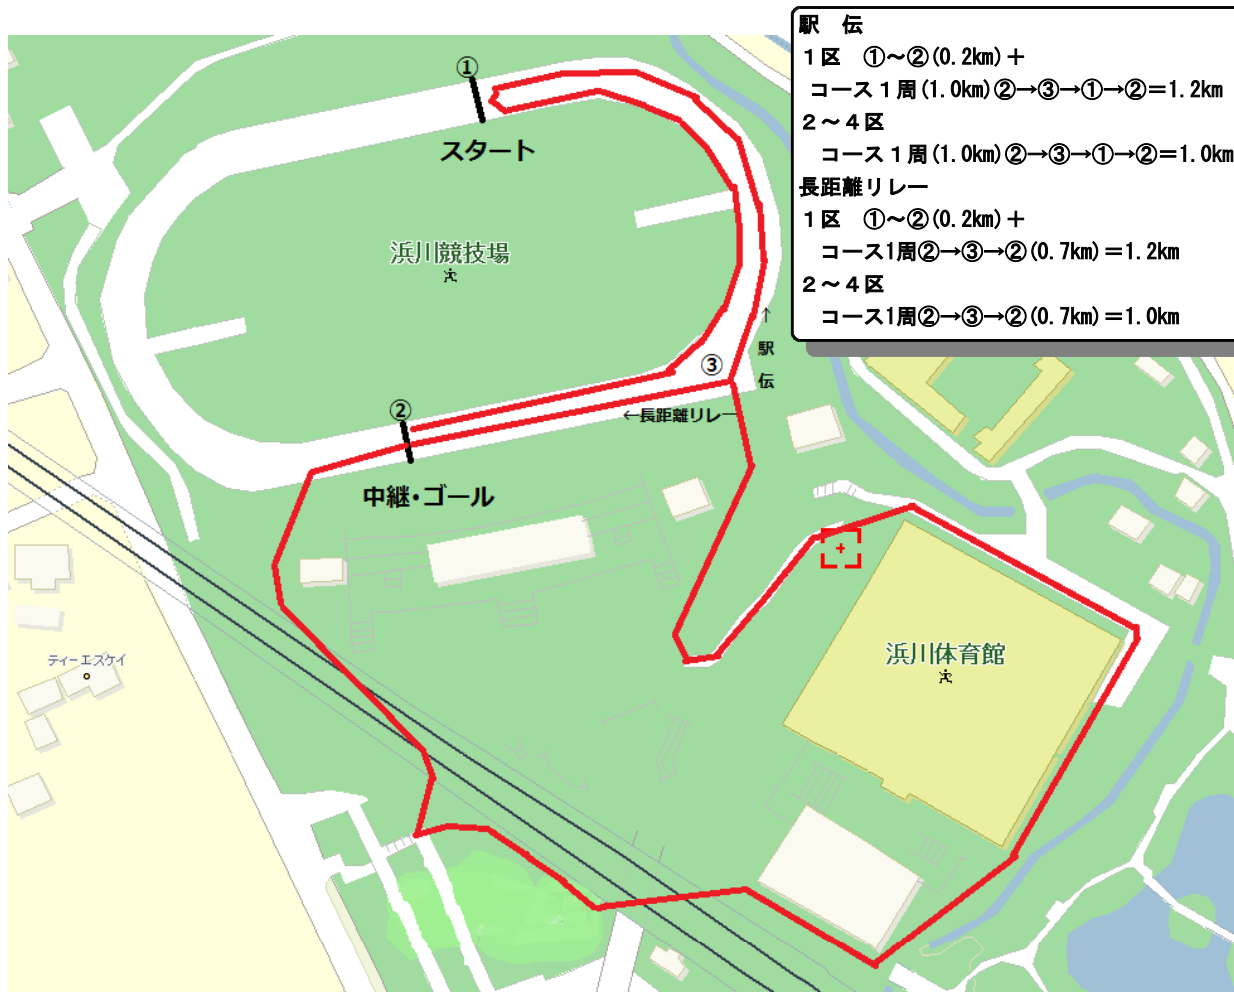 駅 伝
1区 ①~②(0.2km)+
コース1周(1.0km)②→③→①→②=1.2km
2~4区
コース1周(1.0km)②→③→①→②=1.0km
長距離リレー
1区 ①~②(0.2km)+
コース1周②→③→②(0.7km)=1.2km
2~4区
コース1周②→③→②(0.7km)=1.0km
①
スタート
浜川競技場
↑駅伝
③
②
←長距離リレー
中継・ゴール
浜川体育館
ティーエスケイ